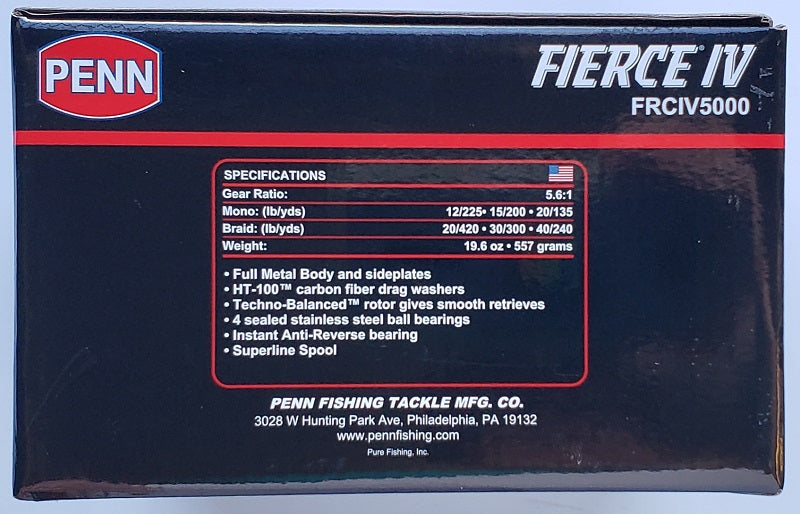 PENN
FIERCE® IV
FRCIV5000
SPECIFICATIONS
Gear Ratio: 5.6:1
Mono: (lb/yds) 12/225• 15/200 • 20/135
Braid: (lb/yds) 20/420 • 30/300 • 40/240
Weight: 19.6 oz • 557 grams
• Full Metal Body and sideplates
• HT-100™ carbon fiber drag washers
• Techno-Balanced™ rotor gives smooth retrieves
• 4 sealed stainless steel ball bearings
• Instant Anti-Reverse bearing
• Superline Spool
PENN FISHING TACKLE MFG. CO.
3028 W Hunting Park Ave, Philadelphia, PA 19132
www.pennfishing.com
Pure Fishing, Inc.